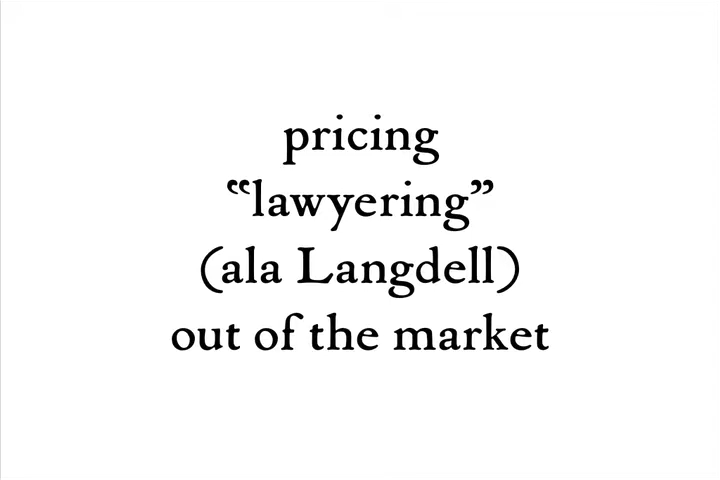 pricing
“lawyering”
(ala Langdell)
out of the market